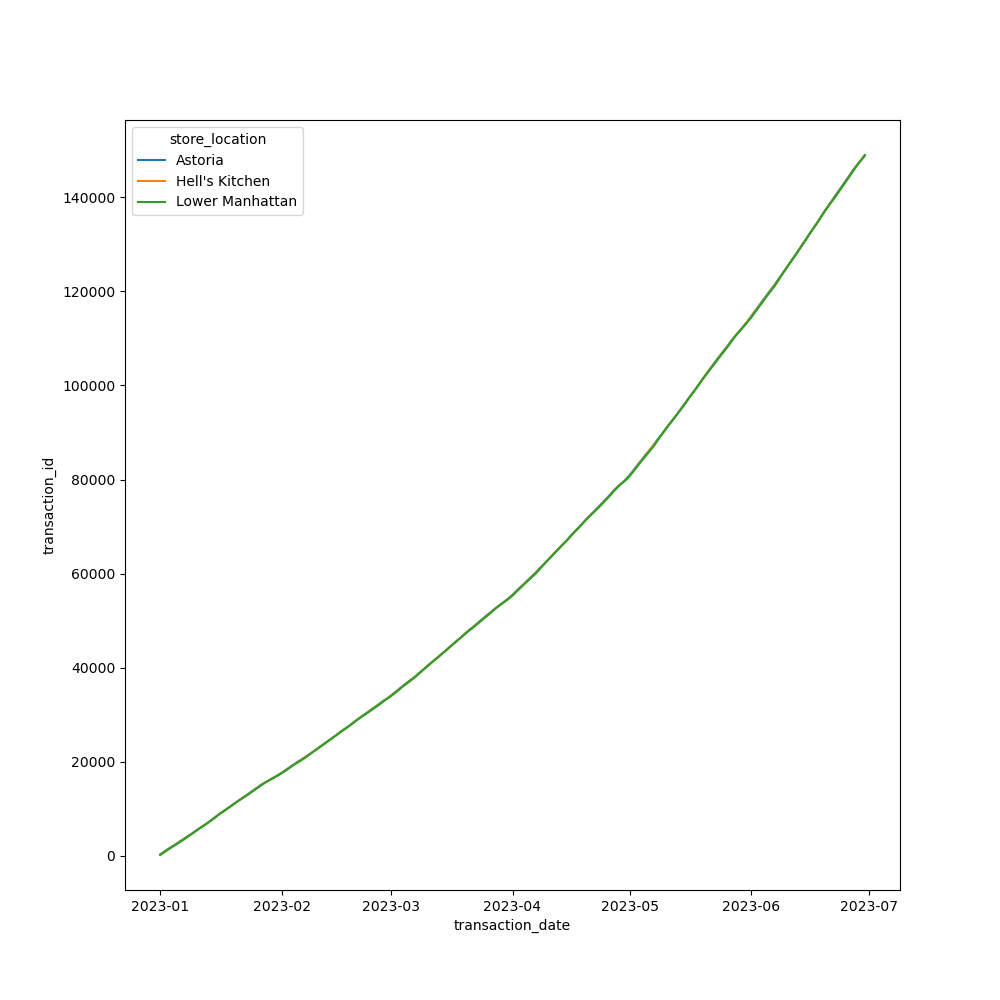 store_location
Astoria
Hell's Kitchen
Lower Manhattan
140000
120000
100000
80000
60000
40000
20000
0
transaction_id
2023-01 2023-02 2023-03 2023-04 2023-05 2023-06 2023-07
transaction_date